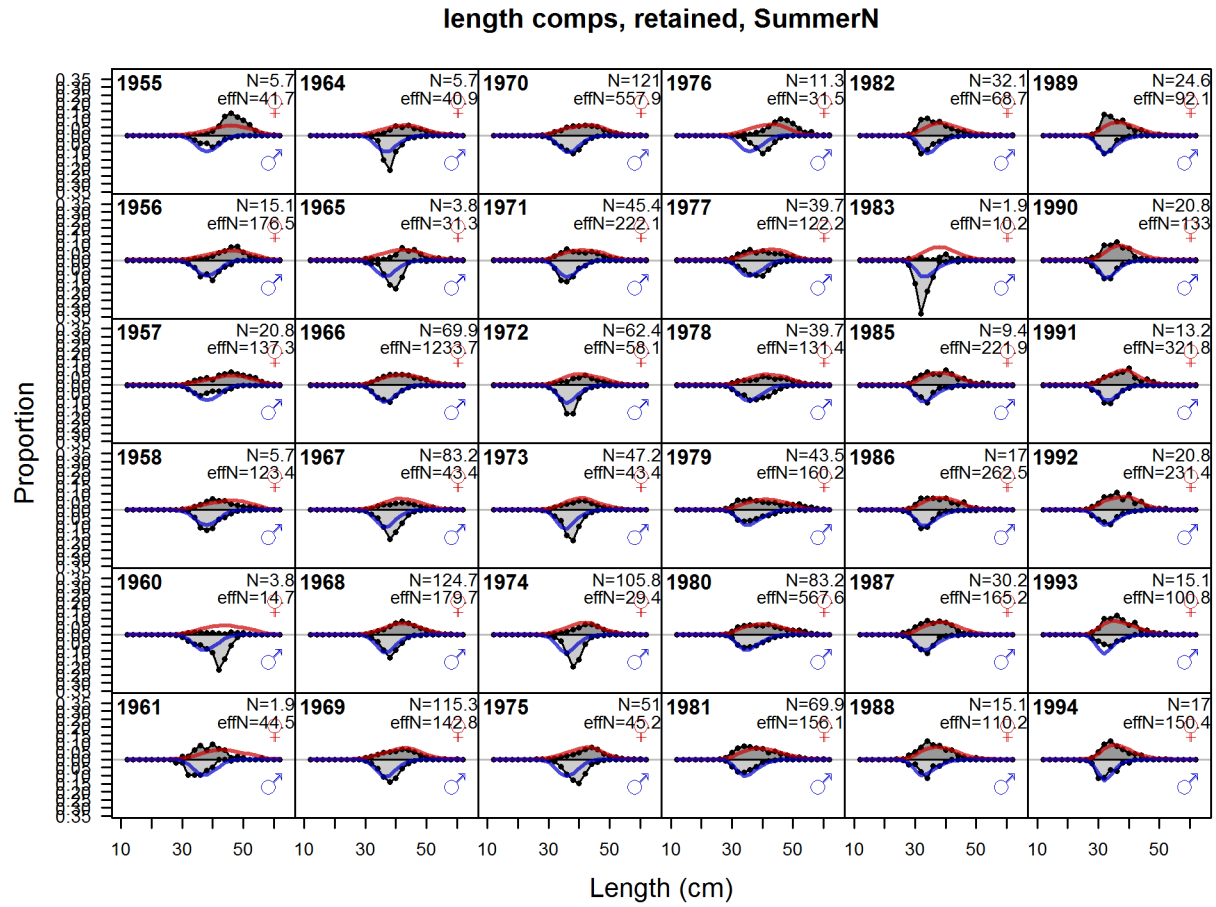 length comps, retained, SummerN
1955 N=5.7
effN=41.7
1964 N=5.7
effN=40.9
1970 N=121
effN=557.9
1976 N=11.3
effN=31.5
1982 N=32.1
effN=68.7
1989 N=24.6
effN=92.1
1956 N=15.1
effN=176.5
1965 N=3.8
effN=31.3
1971 N=45.4
effN=222.1
1977 N=39.7
effN=122.2
1983 N=1.9
effN=10.2
1990 N=20.8
effN=133
1957 N=20.8
effN=137.3
1966 N=69.9
effN=1233.7
1972 N=62.4
effN=58.1
1978 N=39.7
effN=131.4
1985 N=9.4
effN=221.9
1991 N=13.2
effN=321.8
1958 N=5.7
effN=123.4
1967 N=83.2
effN=43.4
1973 N=47.2
effN=43.4
1979 N=43.5
effN=160.2
1986 N=17
effN=262.5
1992 N=20.8
effN=231.4
1960 N=3.8
effN=14.7
1968 N=124.7
effN=179.7
1974 N=105.8
effN=29.4
1980 N=83.2
effN=567.6
1987 N=30.2
effN=165.2
1993 N=15.1
effN=100.8
1961 N=1.9
effN=44.5
1969 N=115.3
effN=142.8
1975 N=51
effN=45.2
1981 N=69.9
effN=156.1
1988 N=15.1
effN=110.2
1994 N=17
effN=150.4
Proportion
10 30 50 10 30 50 10 30 50 10 30 50 10 30 50 10 30 50
Length (cm)